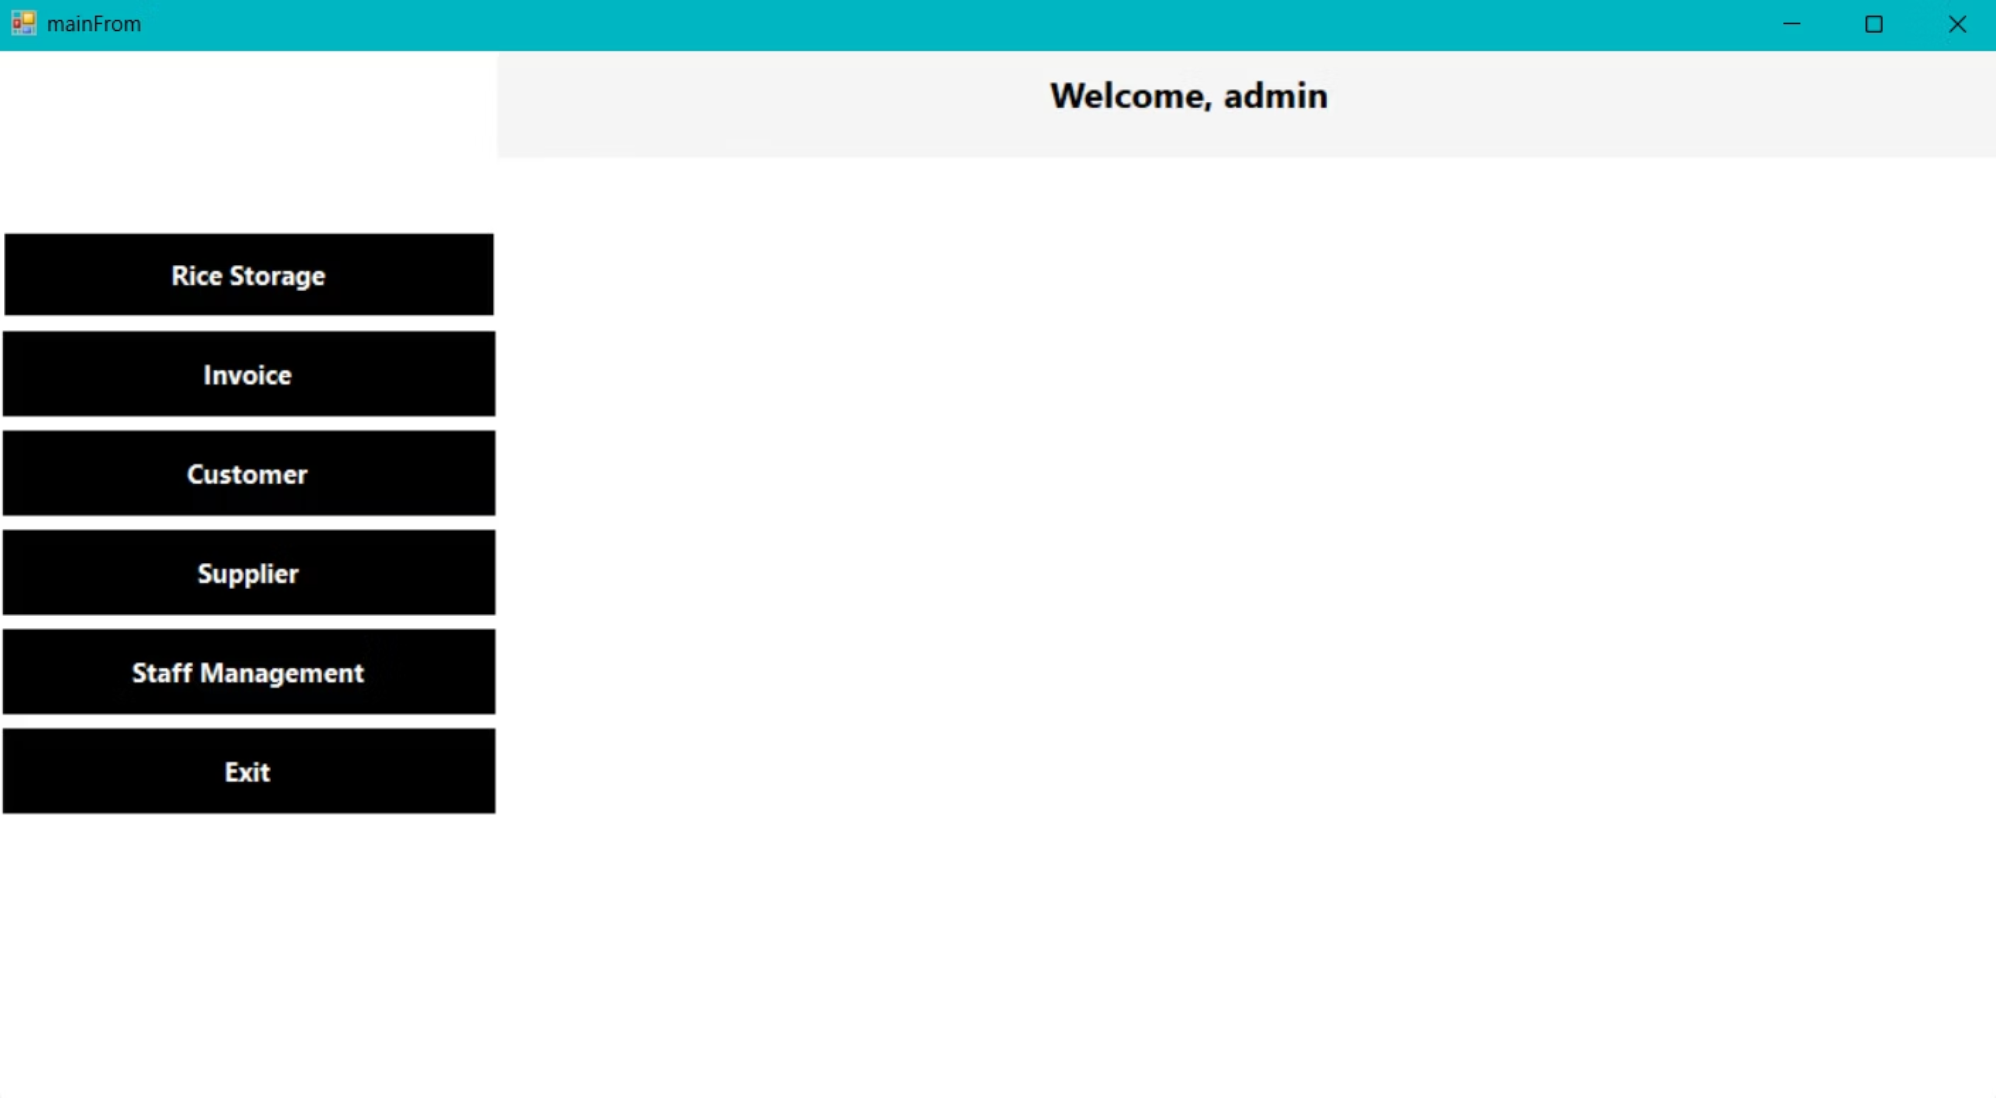 mainFrom
Welcome, admin
Rice Storage
Invoice
Customer
Supplier
Staff Management
Exit